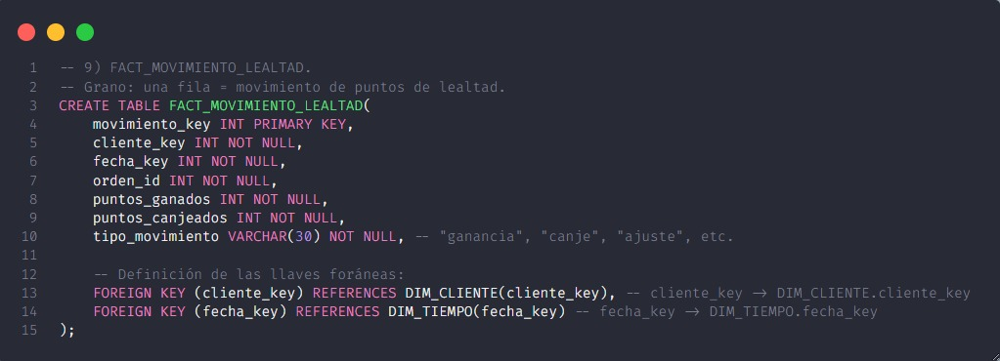 1 -- 9) FACT_MOVIMIENTO_LEALTAD.
2 -- Grano: una fila = movimiento de puntos de lealtad.
3 CREATE TABLE FACT_MOVIMIENTO_LEALTAD(
4     movimiento_key INT PRIMARY KEY,
5     cliente_key INT NOT NULL,
6     fecha_key INT NOT NULL,
7     orden_id INT NOT NULL,
8     puntos_ganados INT NOT NULL,
9     puntos_canjeados INT NOT NULL,
10     tipo_movimiento VARCHAR(30) NOT NULL, -- "ganancia", "canje", "ajuste", etc.
11
12     -- Definición de las llaves foráneas:
13     FOREIGN KEY (cliente_key) REFERENCES DIM_CLIENTE(cliente_key), -- cliente_key -> DIM_CLIENTE.cliente_key
14     FOREIGN KEY (fecha_key) REFERENCES DIM_TIEMPO(fecha_key) -- fecha_key -> DIM_TIEMPO.fecha_key
15 );